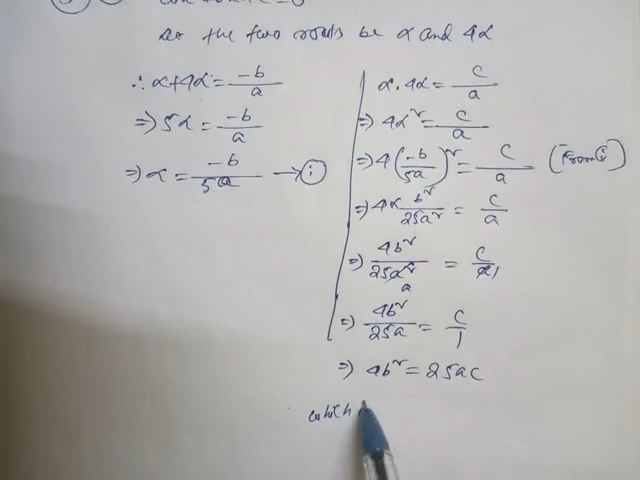 Let the two roots be α and 4α
∴ α+4α = -b/a
⇒ 5α = -b/a
⇒ α = -b/5a → (i)
α . 4α = c/a
⇒ 4α² = c/a
⇒ 4(-b/5a)² = c/a (From (i))
⇒ 4× b²/25a² = c/a
⇒ 4b²/25a² a = c/a 1
⇒ 4b²/25a = c/1
⇒ 4b² = 25ac
which